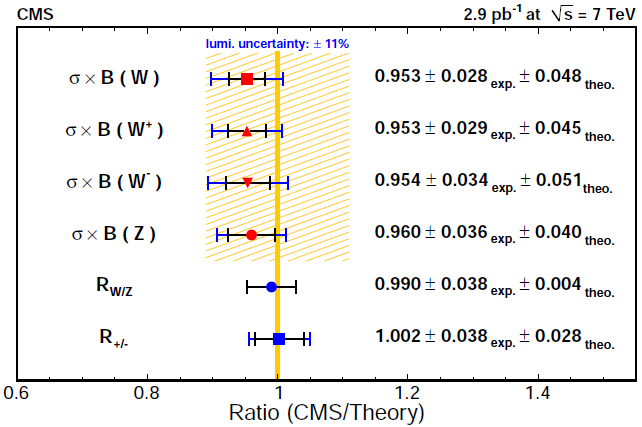 CMS 2.9 pb⁻¹ at √s = 7 TeV
lumi. uncertainty: ± 11%
σ × B ( W ) 0.953 ± 0.028 exp. ± 0.048 theo.
σ × B ( W⁺ ) 0.953 ± 0.029 exp. ± 0.045 theo.
σ × B ( W⁻ ) 0.954 ± 0.034 exp. ± 0.051 theo.
σ × B ( Z ) 0.960 ± 0.036 exp. ± 0.040 theo.
R W/Z 0.990 ± 0.038 exp. ± 0.004 theo.
R +/- 1.002 ± 0.038 exp. ± 0.028 theo.
0.6 0.8 1 1.2 1.4
Ratio (CMS/Theory)